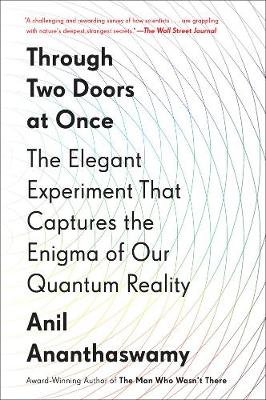 "A challenging and rewarding survey of how scientists . . . are grappling
with nature's deepest, strangest secrets." —The Wall Street Journal
Through
Two Doors
at Once
The Elegant
Experiment That
Captures the
Enigma of Our
Quantum Reality
Anil
Ananthaswamy
Award-Winning Author of The Man Who Wasn't There